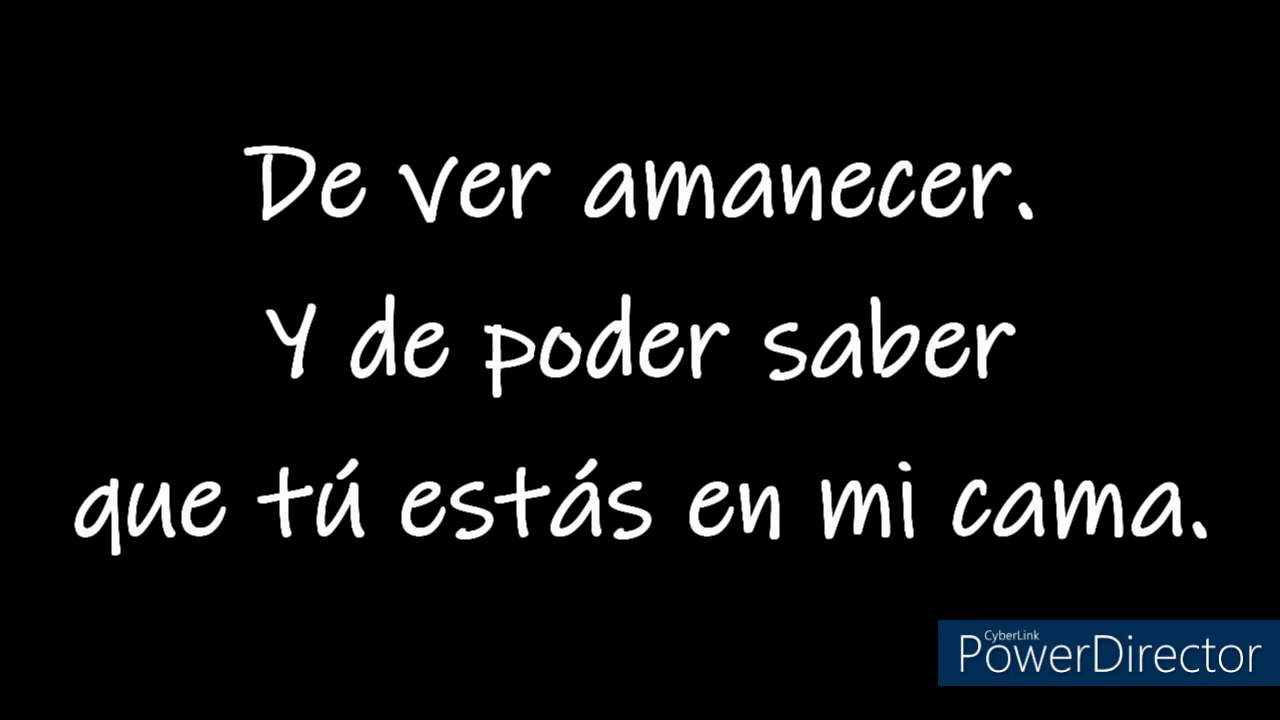 De ver amanecer.
Y de poder saber
que tú estás en mi cama.
CyberLink
PowerDirector